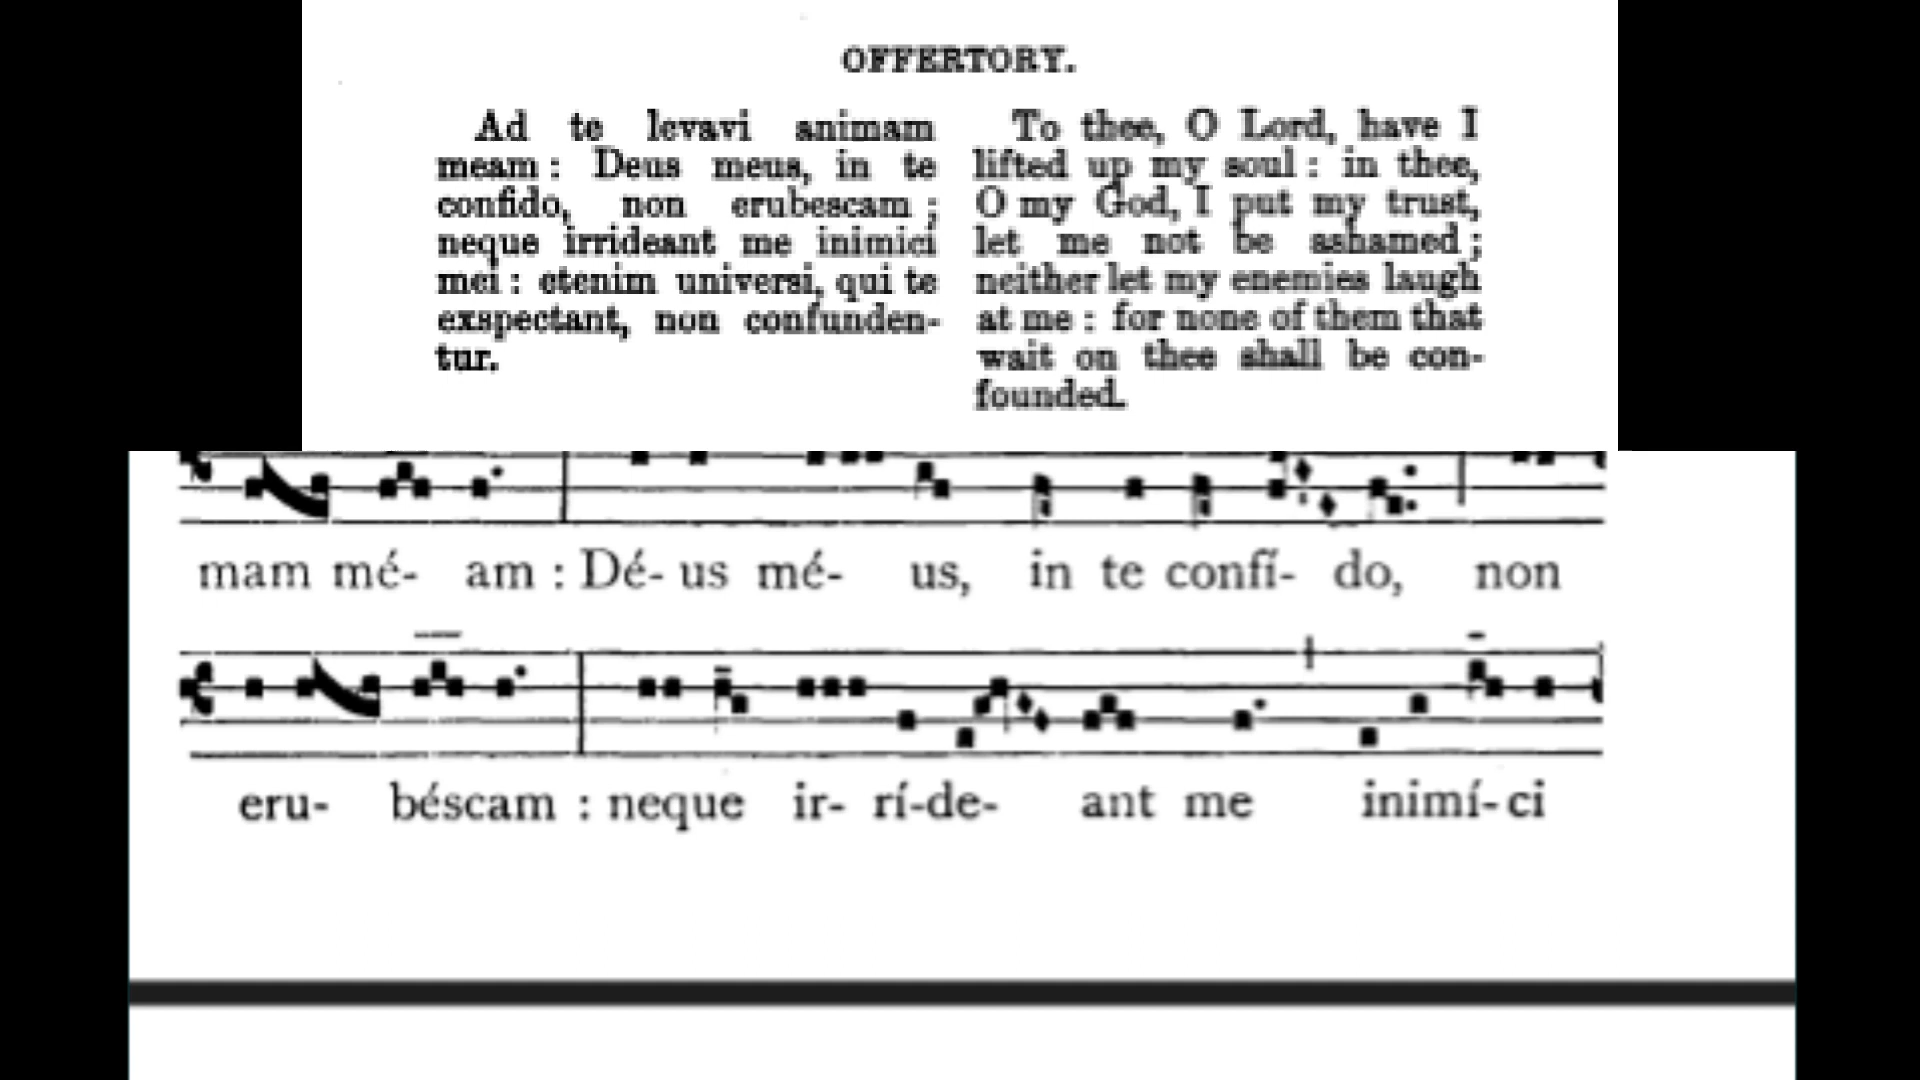 OFFERTORY.
Ad te levavi animam
meam : Deus meus, in te
confido, non erubescam ;
neque irrideant me inimici
mei : etenim universi, qui te
exspectant, non confunden-
tur.
To thee, O Lord, have I
lifted up my soul : in thee,
O my God, I put my trust,
let me not be ashamed ;
neither let my enemies laugh
at me : for none of them that
wait on thee shall be con-
founded.
mam mé- am : Dé- us mé- us, in te confí- do, non
eru- béscam : neque ir- rí-de- ant me inimí- ci